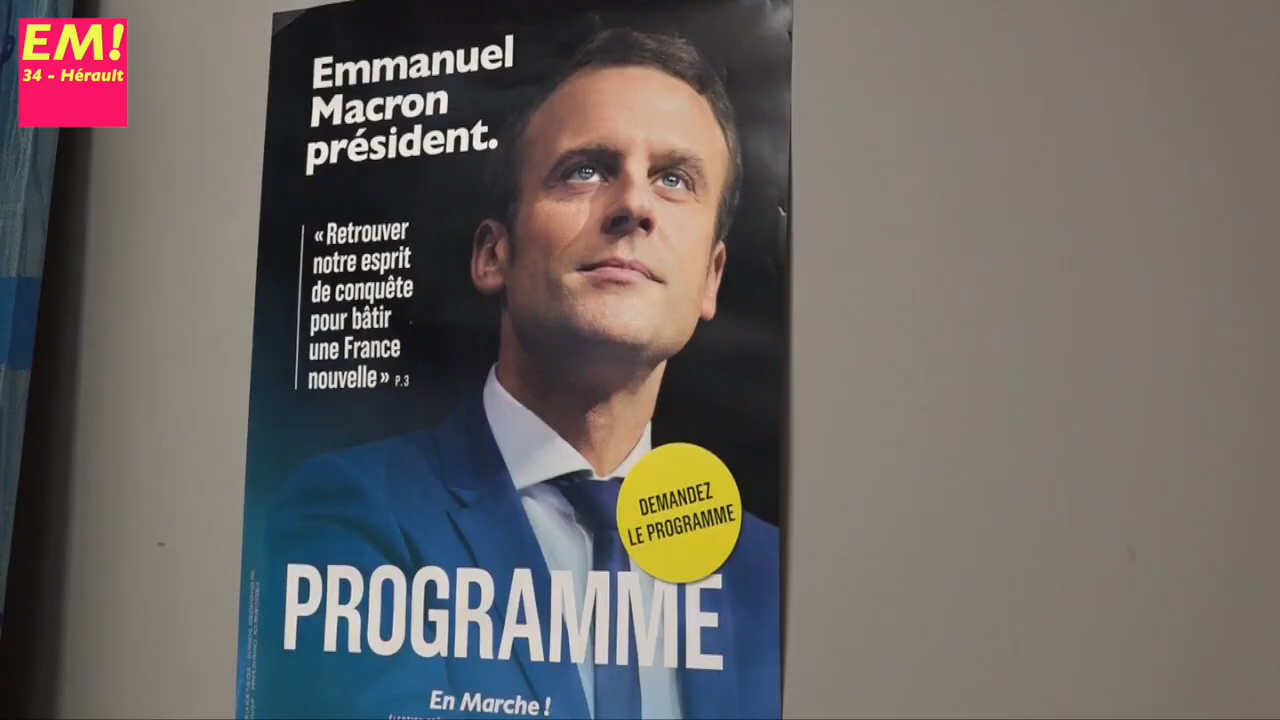 EM!
34 - Hérault
Emmanuel
Macron
président.
« Retrouver
notre esprit
de conquête
pour bâtir
une France
nouvelle » P.3
DEMANDEZ
LE PROGRAMME
PROGRAMME
En Marche !